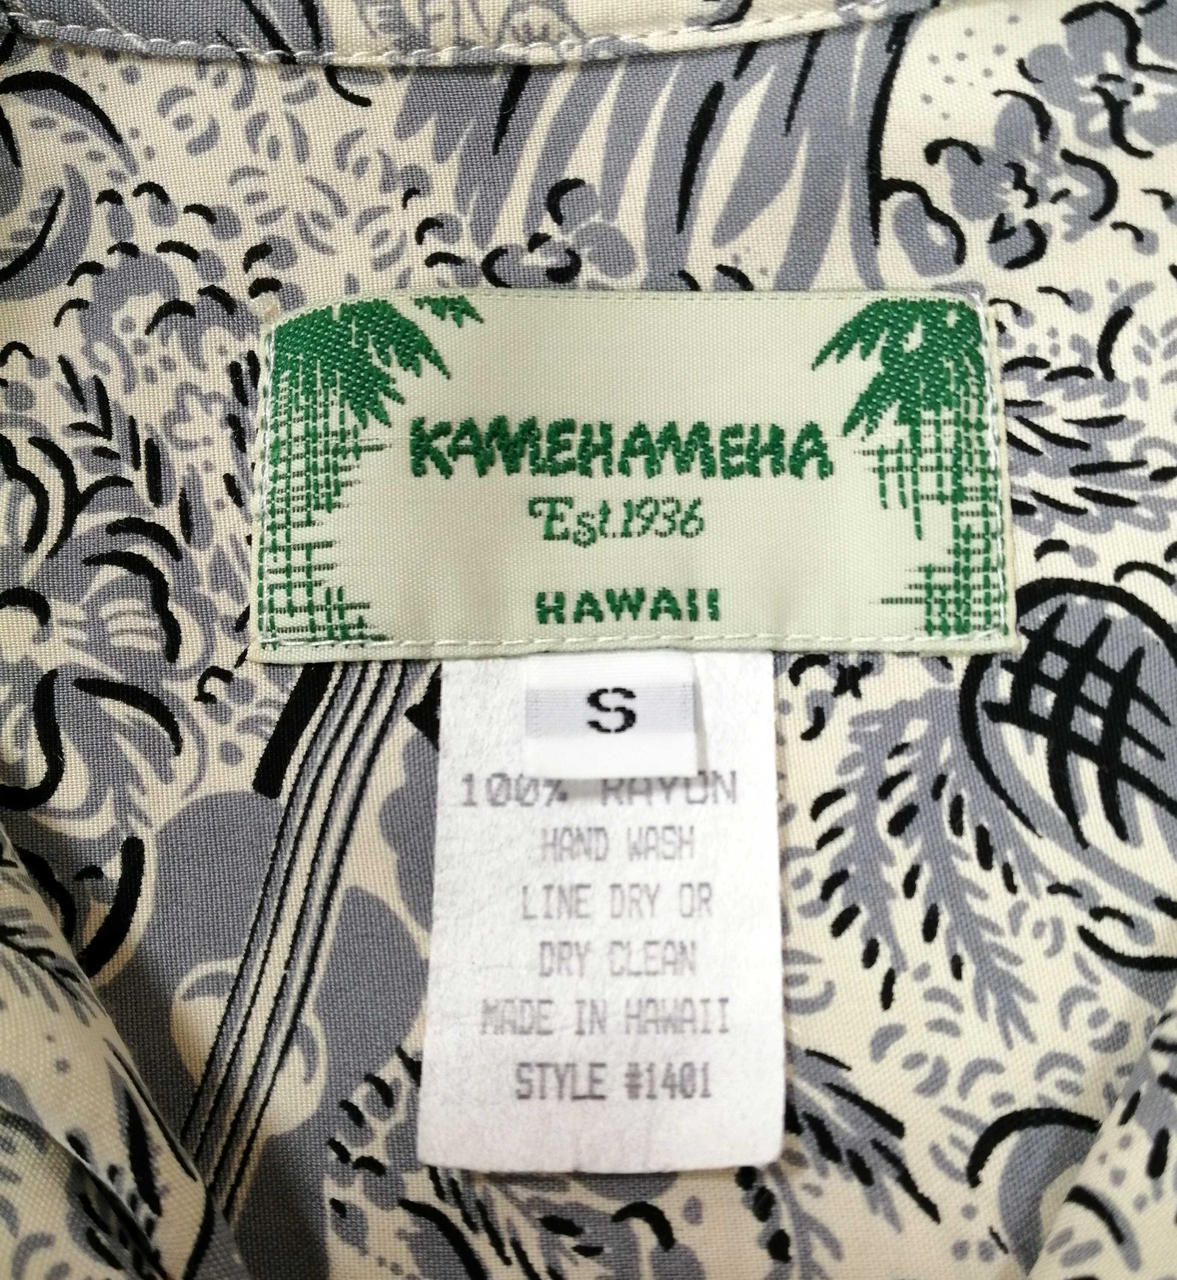 KAMEHAMEHA
Est.1936
HAWAII
S
100% RAYON
HAND WASH
LINE DRY OR
DRY CLEAN
MADE IN HAWAII
STYLE #1401